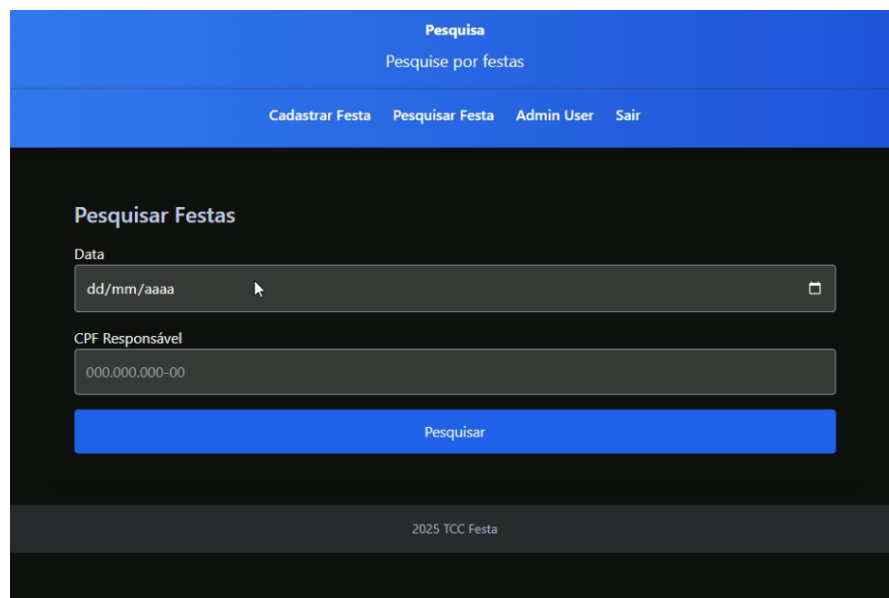 Pesquisa
Pesquise por festas
Cadastrar Festa Pesquisar Festa Admin User Sair
Pesquisar Festas
Data
dd/mm/aaaa
CPF Responsável
000.000.000-00
Pesquisar
2025 TCC Festa